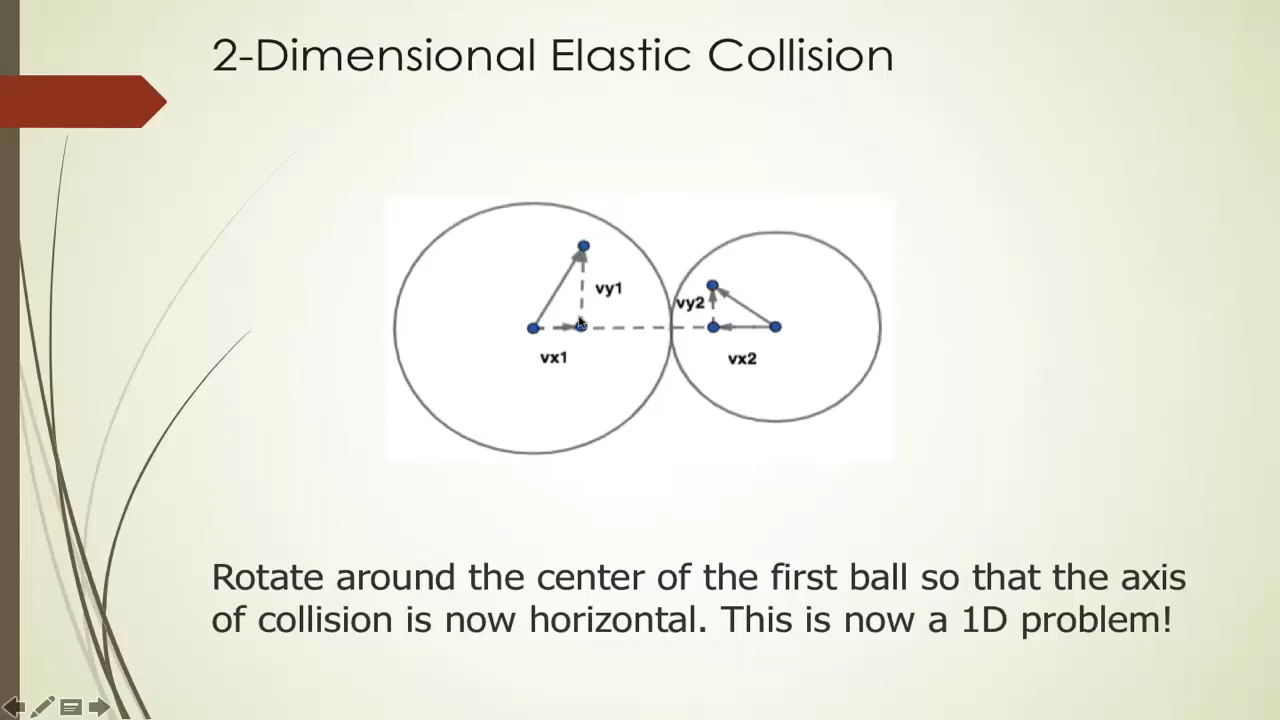 2-Dimensional Elastic Collision
vy1
vy2
vx1
vx2
Rotate around the center of the first ball so that the axis
of collision is now horizontal. This is now a 1D problem!